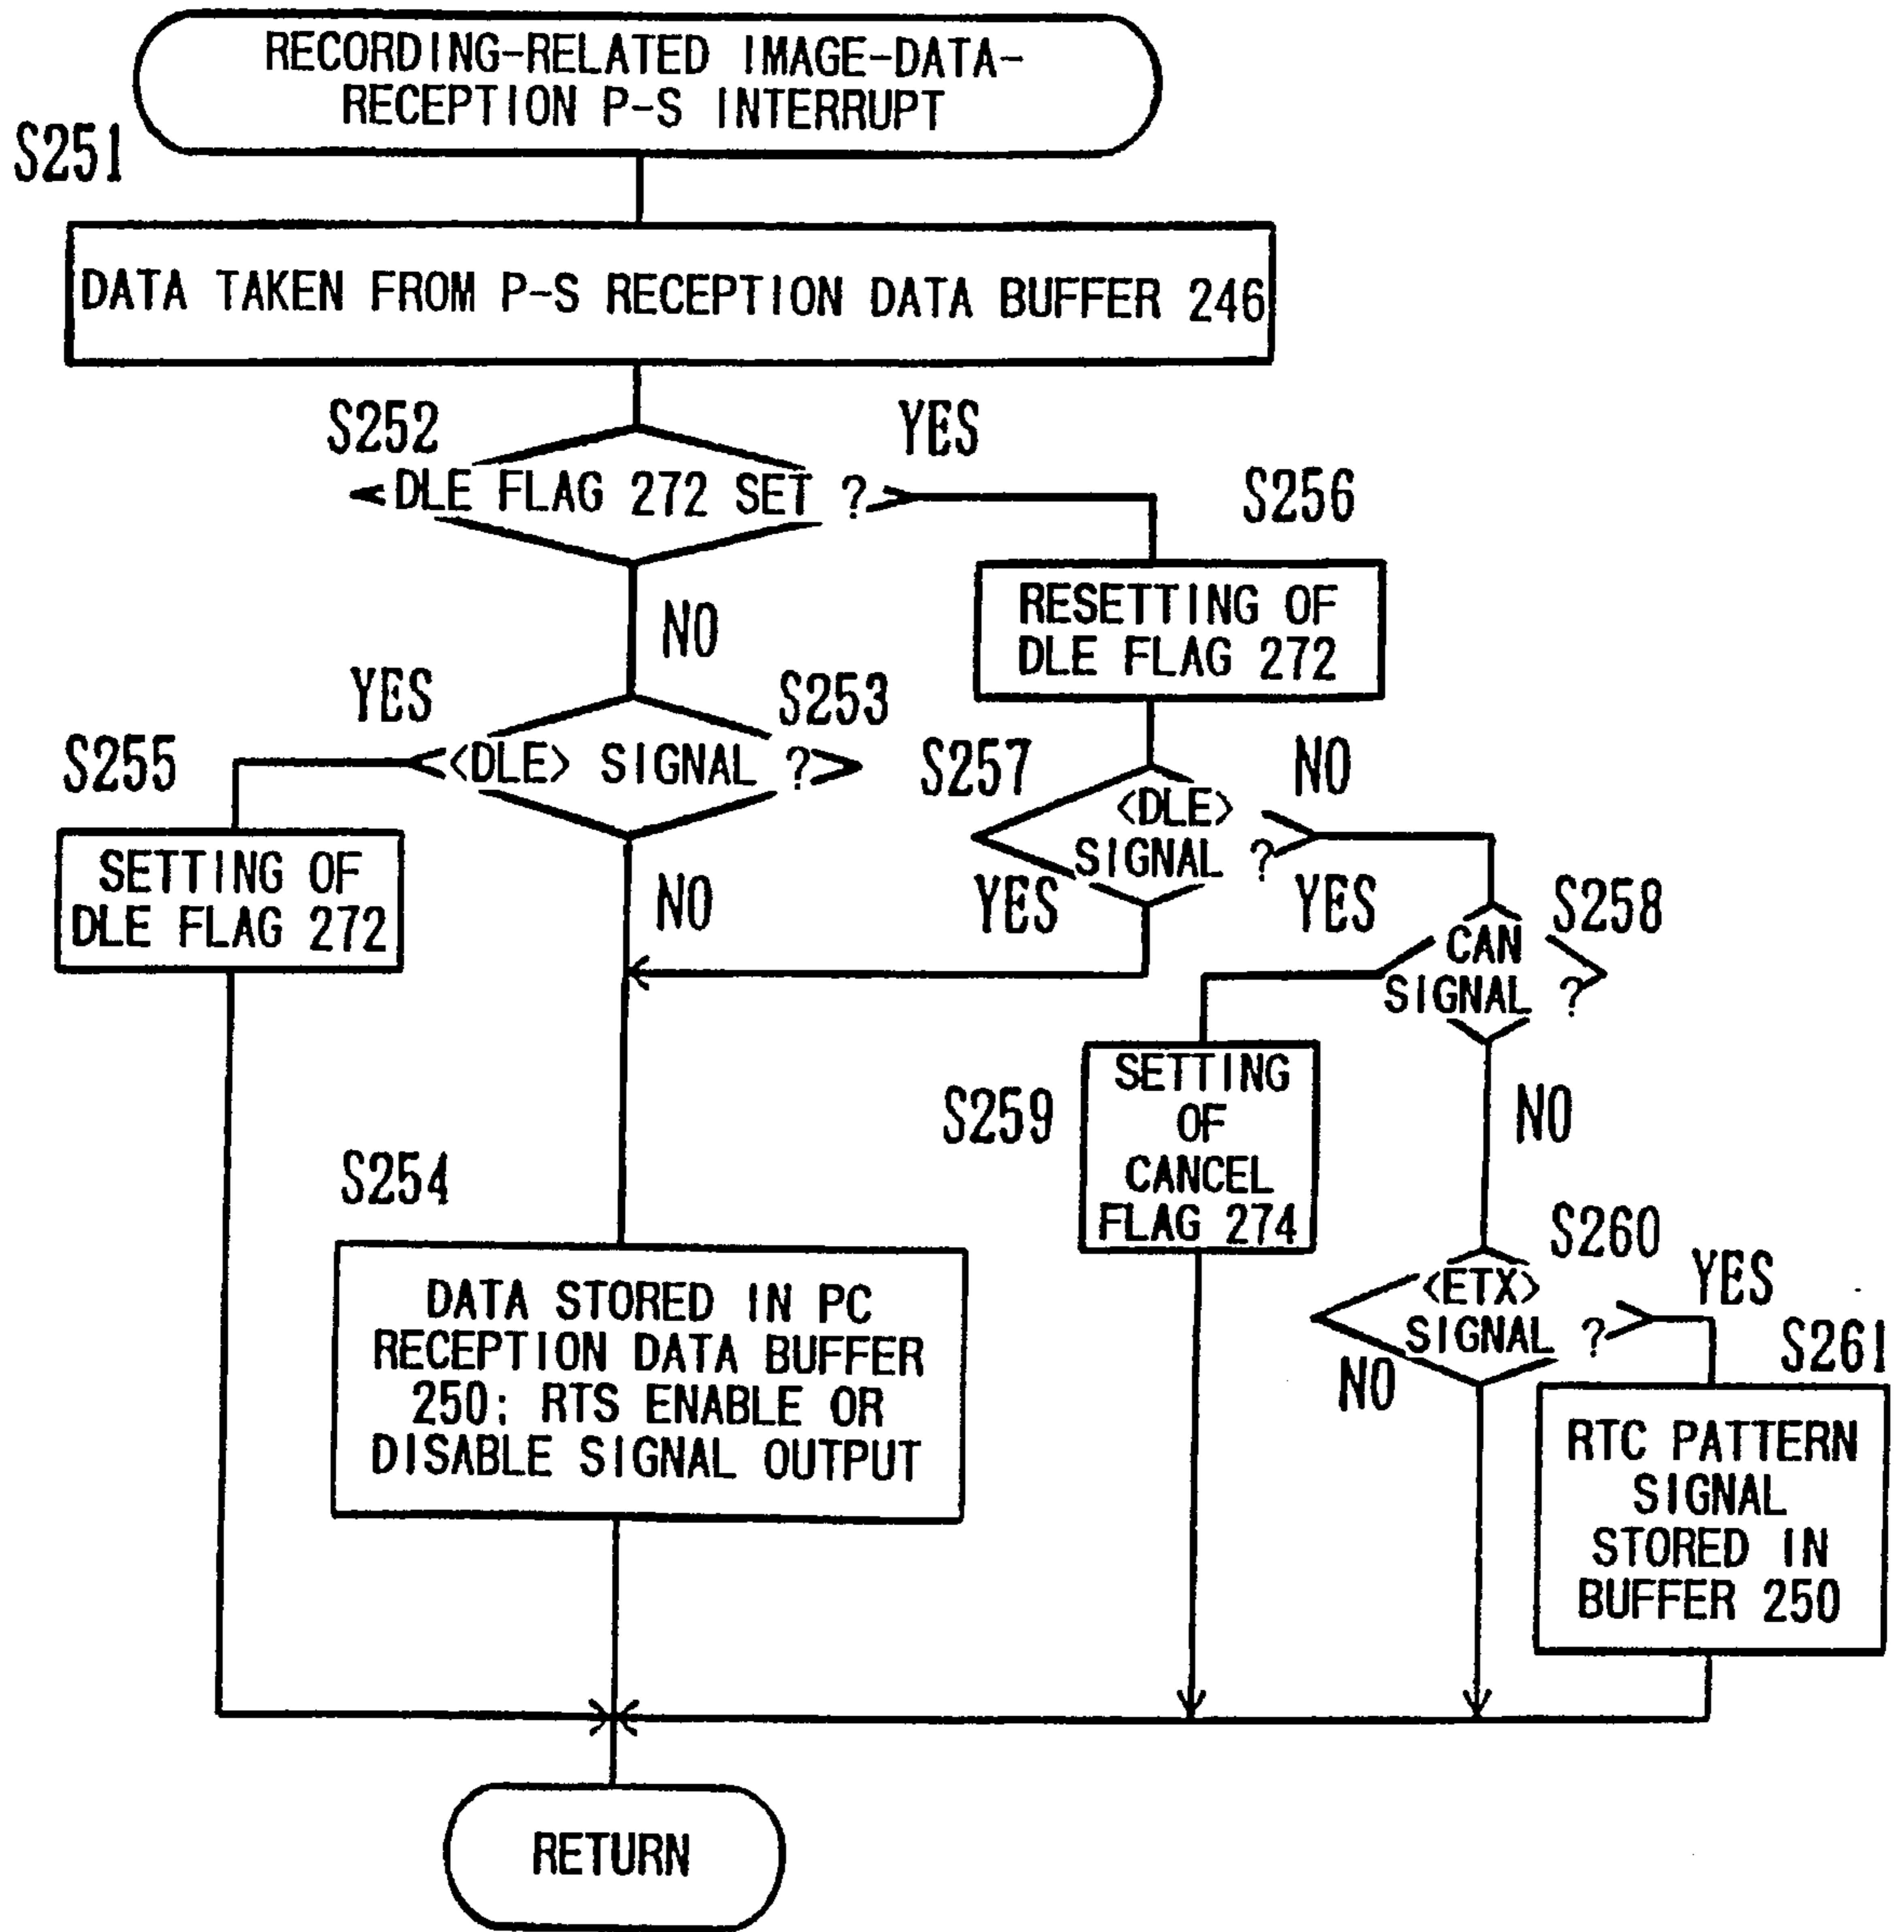 RECORDING-RELATED IMAGE-DATA-
RECEPTION P-S INTERRUPT
S251
DATA TAKEN FROM P-S RECEPTION DATA BUFFER 246
S252
YES
DLE FLAG 272 SET ?
S256
RESETTING OF
DLE FLAG 272
NO
YES
S253
S255
<DLE> SIGNAL ?
S257
NO
<DLE>
SIGNAL ?
SETTING OF
DLE FLAG 272
NO
YES
YES
S258
CAN
SIGNAL ?
S259
SETTING
OF
CANCEL
FLAG 274
NO
S254
S260
YES
<ETX>
SIGNAL ?
DATA STORED IN PC
RECEPTION DATA BUFFER
250; RTS ENABLE OR
DISABLE SIGNAL OUTPUT
NO
S261
RTC PATTERN
SIGNAL
STORED IN
BUFFER 250
RETURN